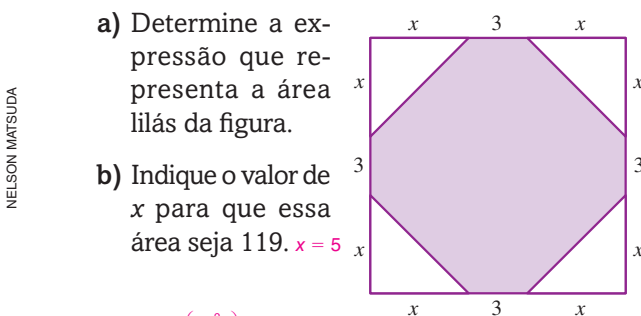 a) Determine a ex-
pressão que re-
presenta a área
lilás da figura.
b) Indique o valor de
x para que essa
área seja 119. x = 5
NELSON MATSUDA
x 3 x
x x
3 3
x x
x 3 x